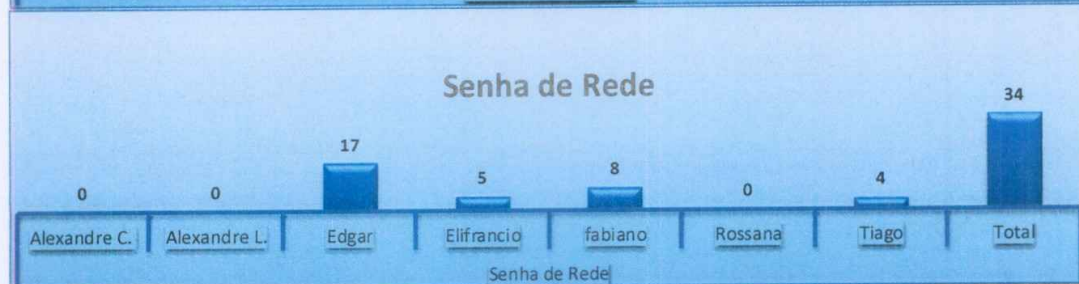 Senha de Rede
0 0 17 5 8 0 4 34
Alexandre C. Alexandre L. Edgar Elifrancio fabiano Rossana Tiago Total
Senha de Rede